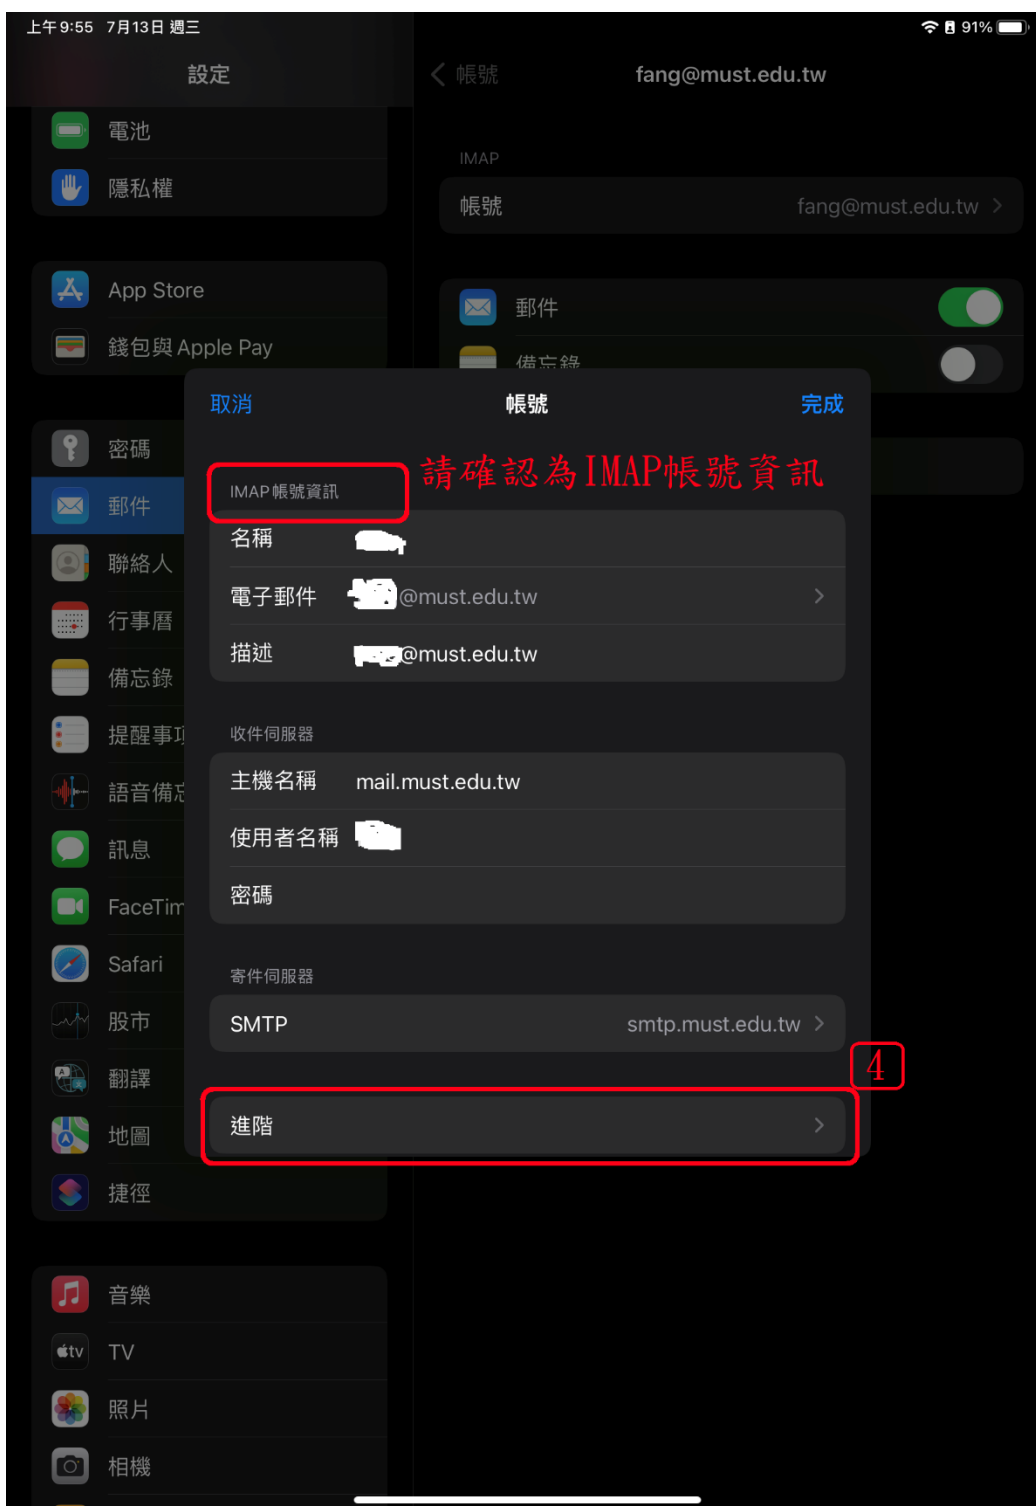 上午9:55 7月13日 週三
91%
設定
帳號
fang@must.edu.tw
電池
隱私權
App Store
錢包與 Apple Pay
密碼
郵件
聯絡人
行事曆
備忘錄
提醒事項
語音備忘
訊息
FaceTim
Safari
股市
翻譯
地圖
捷徑
音樂
TV
照片
相機
IMAP
帳號
fang@must.edu.tw
郵件
備忘錄
取消
帳號
完成
請確認為IMAP帳號資訊
IMAP 帳號資訊
名稱
電子郵件 @must.edu.tw
描述 @must.edu.tw
收件伺服器
主機名稱 mail.must.edu.tw
使用者名稱
密碼
寄件伺服器
SMTP smtp.must.edu.tw
4
進階